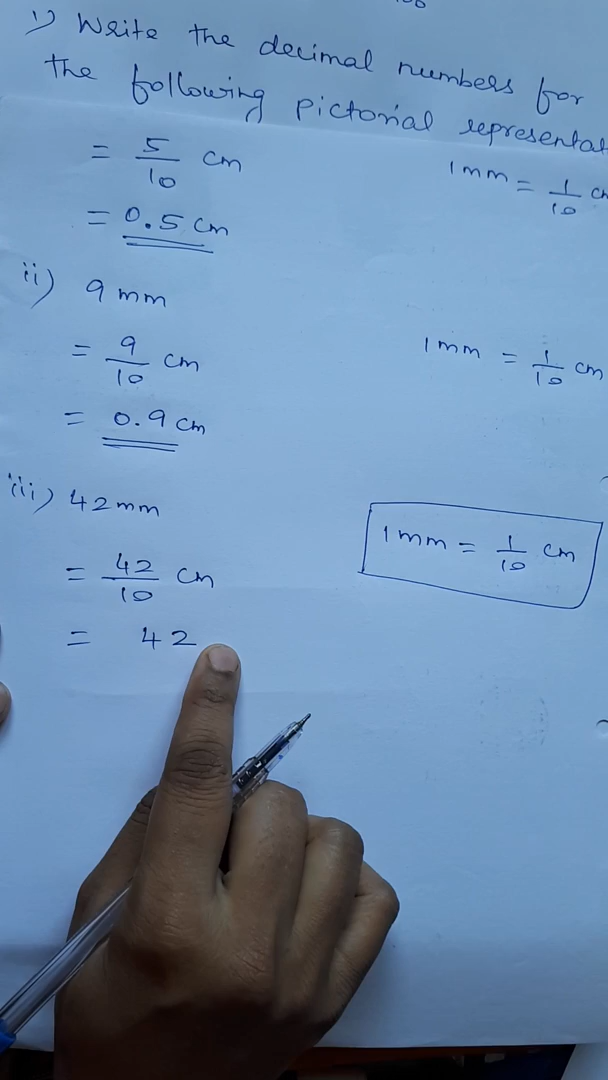 1) Write the decimal numbers for
the following pictorial
= 5/10 cm 1mm = 1/10
= 0.5 cm
ii) 9 mm
= 9/10 cm 1mm = 1/10 cm
= 0.9 cm
iii) 42 mm
= 42/10 cm 1mm = 1/10 cm
= 42